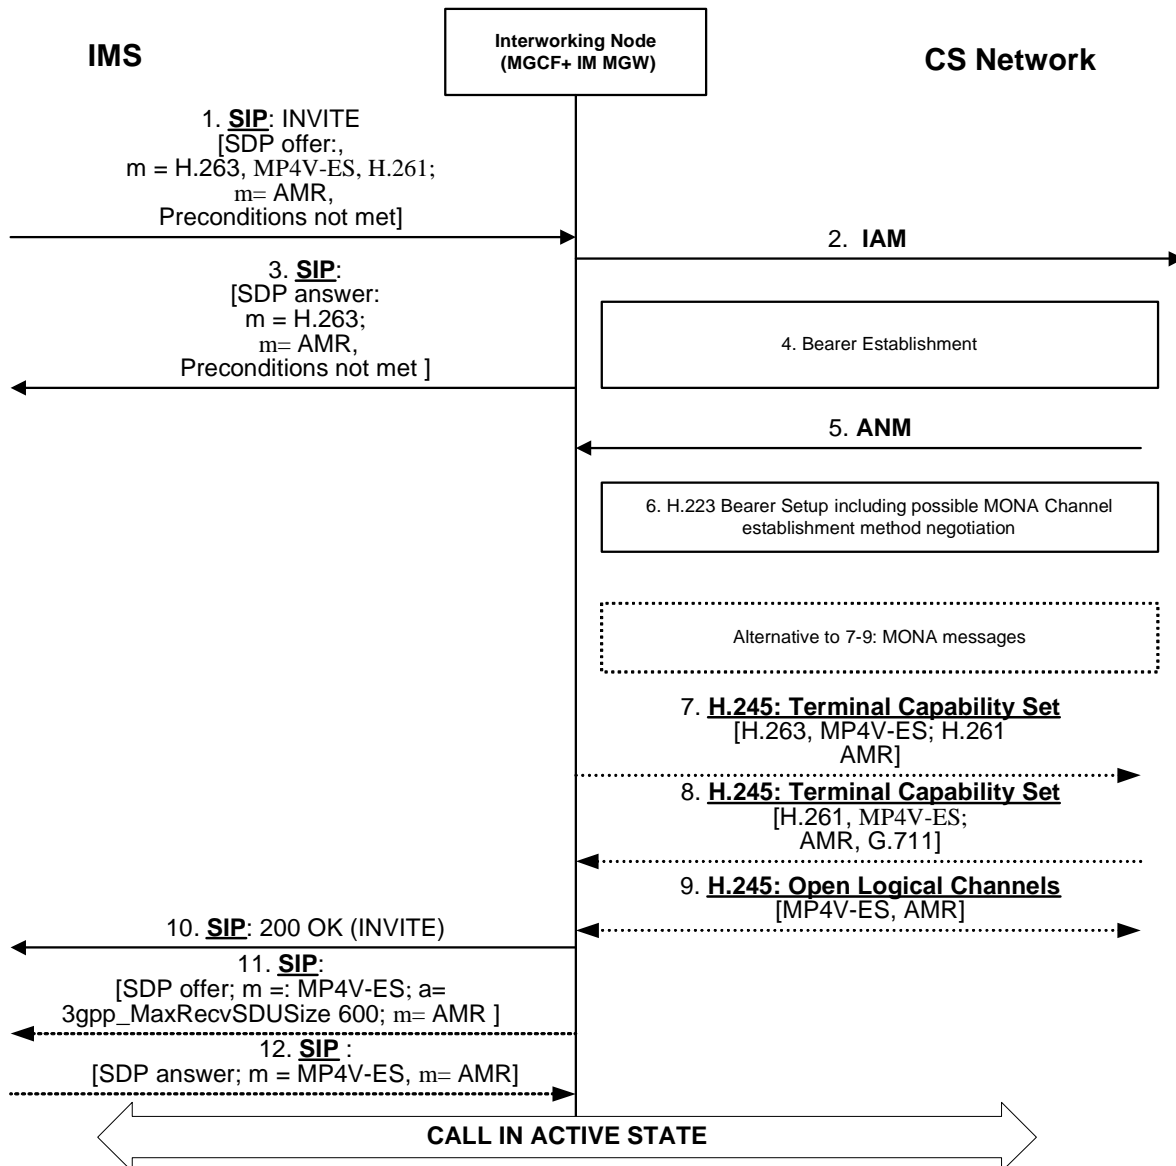 IMS
Interworking Node
(MGCF+ IM MGW)
CS Network
1. SIP: INVITE
[SDP offer:,
m = H.263, MP4V-ES, H.261;
m= AMR,
Preconditions not met]
2. IAM
3. SIP:
[SDP answer:
m = H.263;
m= AMR,
Preconditions not met ]
4. Bearer Establishment
5. ANM
6. H.223 Bearer Setup including possible MONA Channel
establishment method negotiation
Alternative to 7-9: MONA messages
7. H.245: Terminal Capability Set
[H.263, MP4V-ES; H.261
AMR]
8. H.245: Terminal Capability Set
[H.261, MP4V-ES;
AMR, G.711]
9. H.245: Open Logical Channels
[MP4V-ES, AMR]
10. SIP: 200 OK (INVITE)
11. SIP:
[SDP offer; m =: MP4V-ES; a=
3gpp_MaxRecvSDUSize 600; m= AMR ]
12. SIP :
[SDP answer; m = MP4V-ES, m= AMR]
CALL IN ACTIVE STATE